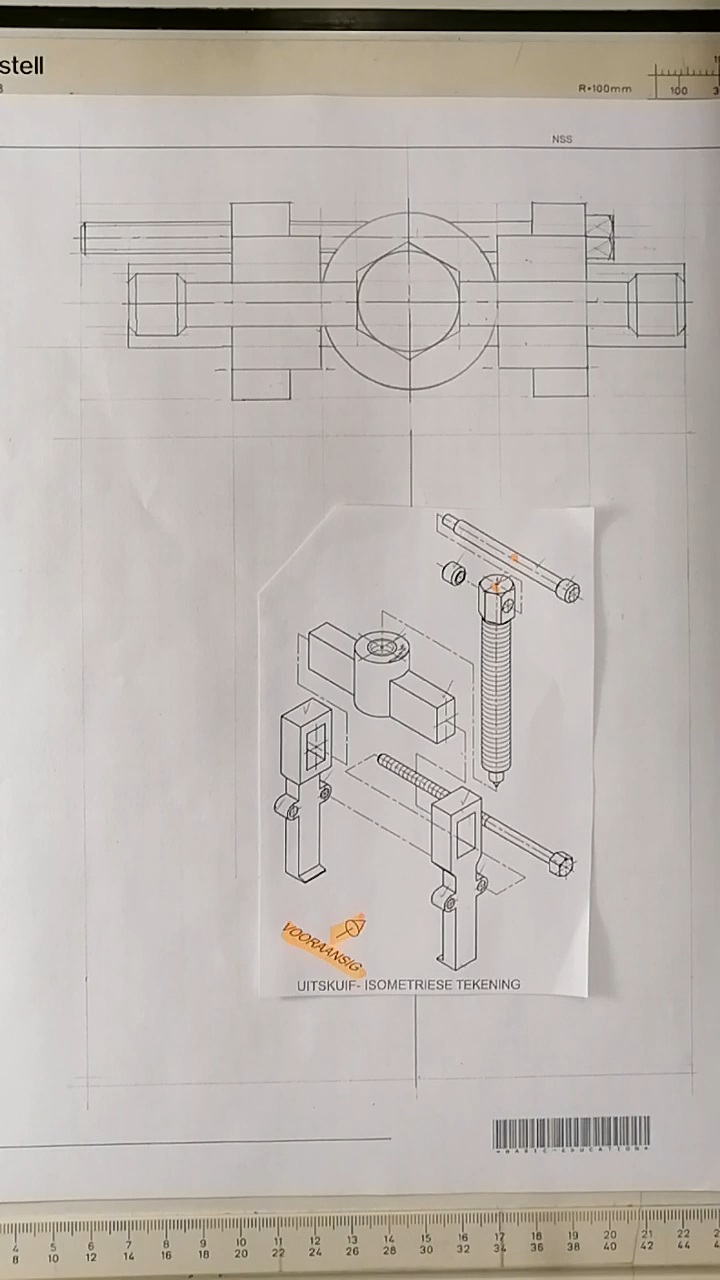 stell
R•100mm
100
NSS
VOORAANSIG
UITSKUIF- ISOMETRIESE TEKENING
*BASIC-EDUCATION*
4 5 6 7 8 9 10 11 12 13 14 15 16 17 18 19 20 21 22
8 10 12 14 16 18 20 22 24 26 28 30 32 34 36 38 40 42 44